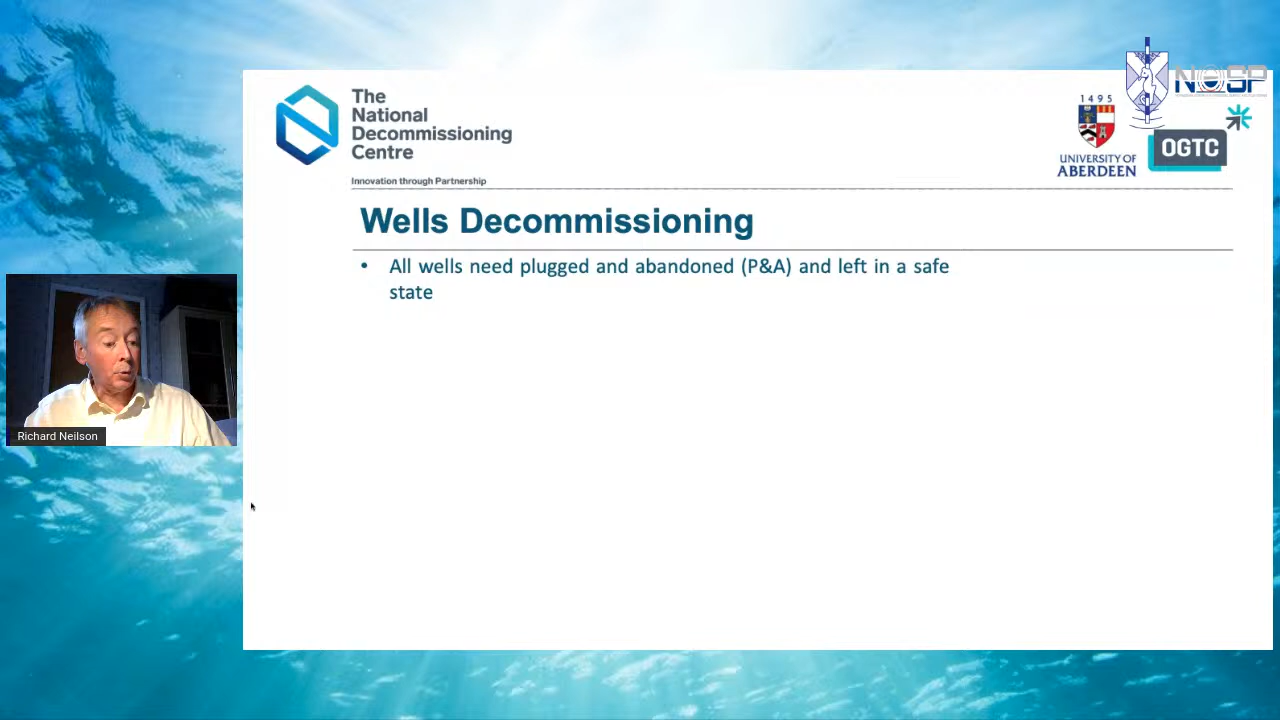 The
National
Decommissioning
Centre
Innovation through Partnership
1495
UNIVERSITY OF
ABERDEEN
OGTC
Wells Decommissioning
• All wells need plugged and abandoned (P&A) and left in a safe
state
Richard Neilson